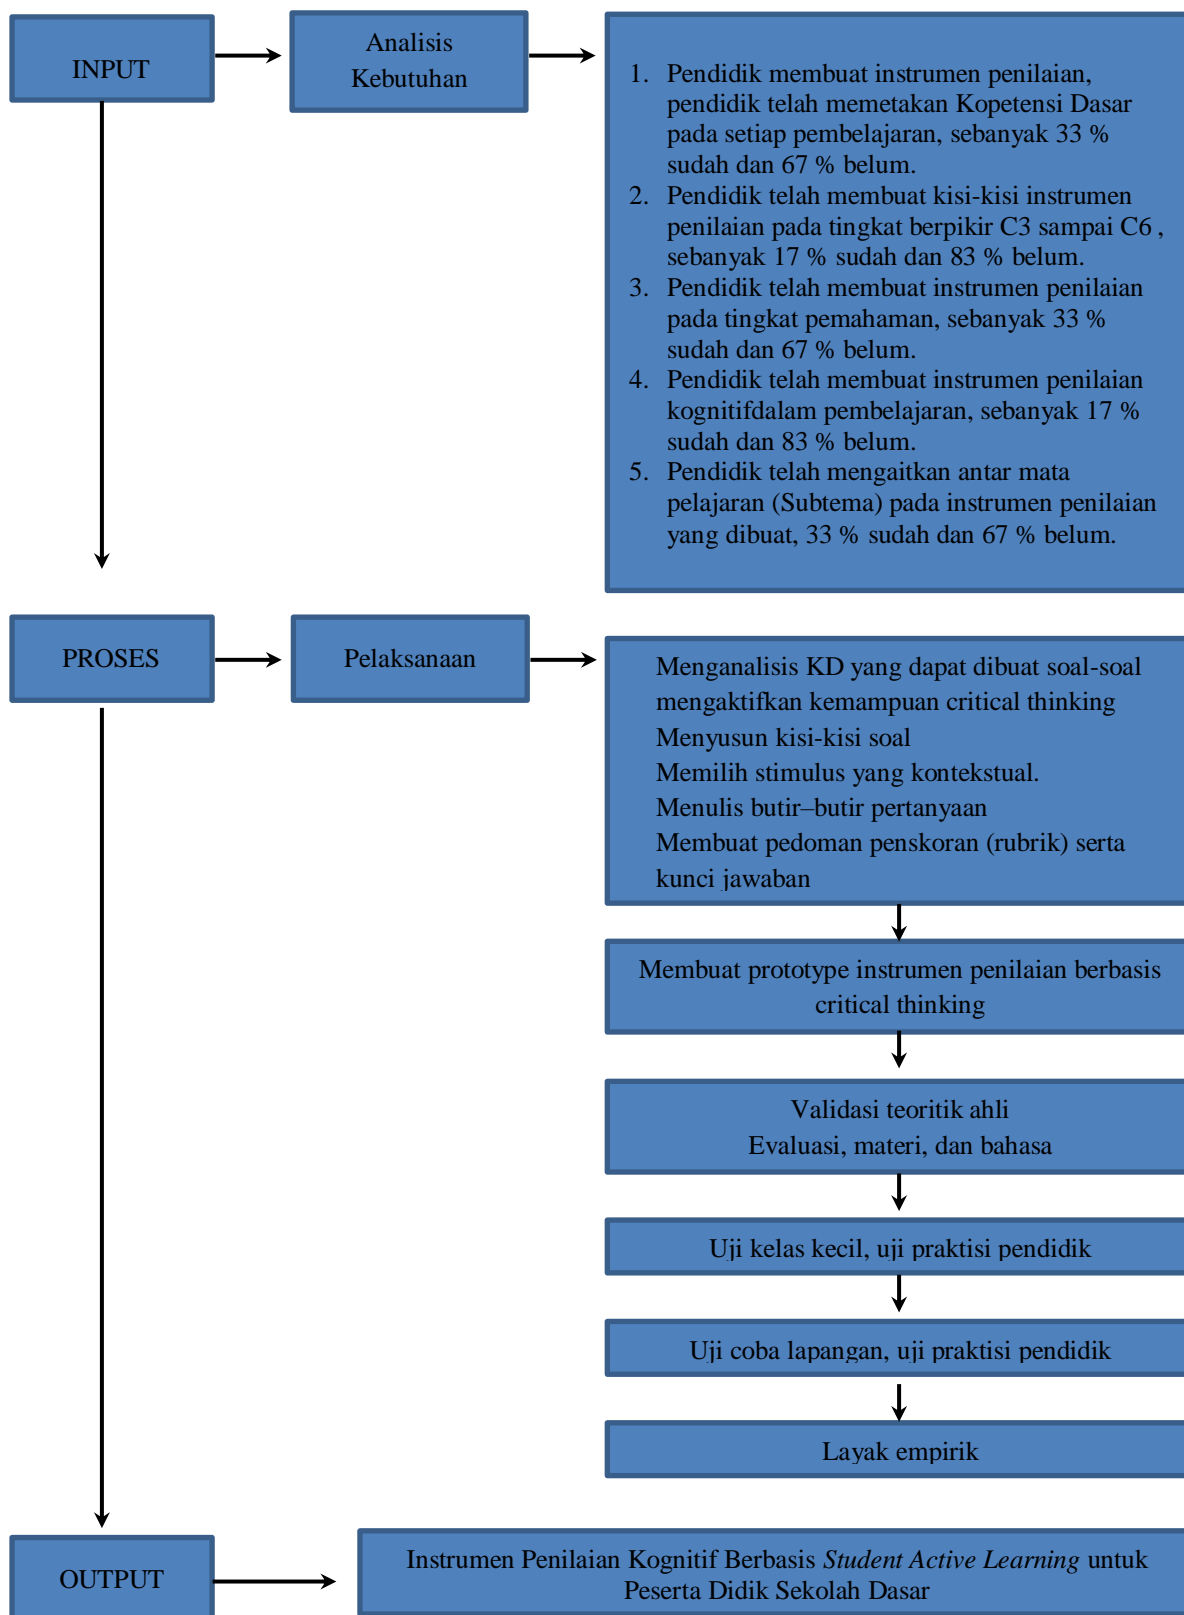 INPUT
Analisis
Kebutuhan
1. Pendidik membuat instrumen penilaian,
pendidik telah memetakan Kopetensi Dasar
pada setiap pembelajaran, sebanyak 33 %
sudah dan 67 % belum.
2. Pendidik telah membuat kisi-kisi instrumen
penilaian pada tingkat berpikir C3 sampai C6 ,
sebanyak 17 % sudah dan 83 % belum.
3. Pendidik telah membuat instrumen penilaian
pada tingkat pemahaman, sebanyak 33 %
sudah dan 67 % belum.
4. Pendidik telah membuat instrumen penilaian
kognitifdalam pembelajaran, sebanyak 17 %
sudah dan 83 % belum.
5. Pendidik telah mengaitkan antar mata
pelajaran (Subtema) pada instrumen penilaian
yang dibuat, 33 % sudah dan 67 % belum.
PROSES
Pelaksanaan
Menganalisis KD yang dapat dibuat soal-soal
mengaktifkan kemampuan critical thinking
Menyusun kisi-kisi soal
Memilih stimulus yang kontekstual.
Menulis butir–butir pertanyaan
Membuat pedoman penskoran (rubrik) serta
kunci jawaban
Membuat prototype instrumen penilaian berbasis
critical thinking
Validasi teoritik ahli
Evaluasi, materi, dan bahasa
Uji kelas kecil, uji praktisi pendidik
Uji coba lapangan, uji praktisi pendidik
Layak empirik
OUTPUT
Instrumen Penilaian Kognitif Berbasis Student Active Learning untuk
Peserta Didik Sekolah Dasar